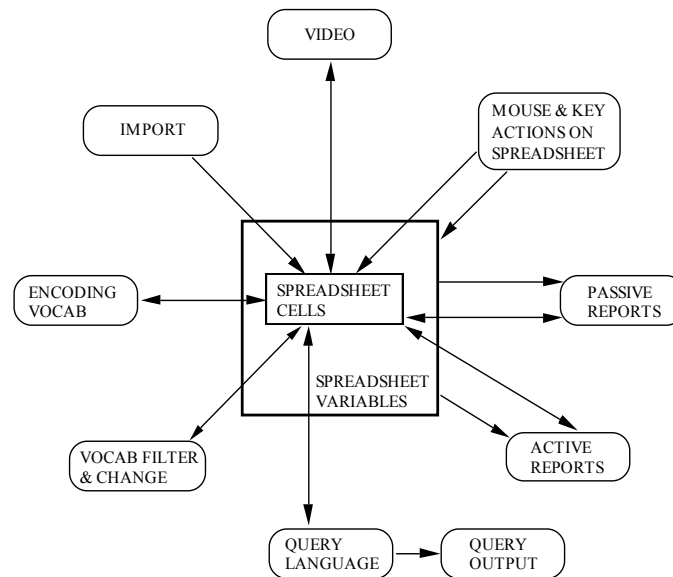 VIDEO
IMPORT
MOUSE & KEY
ACTIONS ON
SPREADSHEET
ENCODING
VOCAB
SPREADSHEET
CELLS
PASSIVE
REPORTS
SPREADSHEET
VARIABLES
VOCAB FILTER
& CHANGE
ACTIVE
REPORTS
QUERY
LANGUAGE
QUERY
OUTPUT